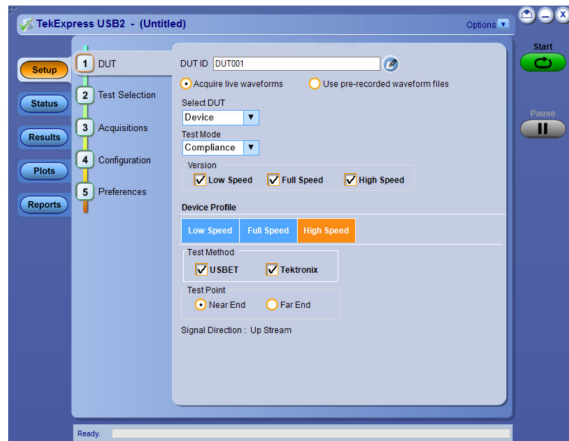 TekExpress USB2 - (Untitled)
Options
Start
Pause
Setup
Status
Results
Plots
Reports
1 DUT
2 Test Selection
3 Acquisitions
4 Configuration
5 Preferences
DUT ID DUT001
Acquire live waveforms Use pre-recorded waveform files
Select DUT
Device
Test Mode
Compliance
Version
Low Speed Full Speed High Speed
Device Profile
Low Speed Full Speed High Speed
Test Method
USBET Tektronix
Test Point
Near End Far End
Signal Direction : Up Stream
Ready.